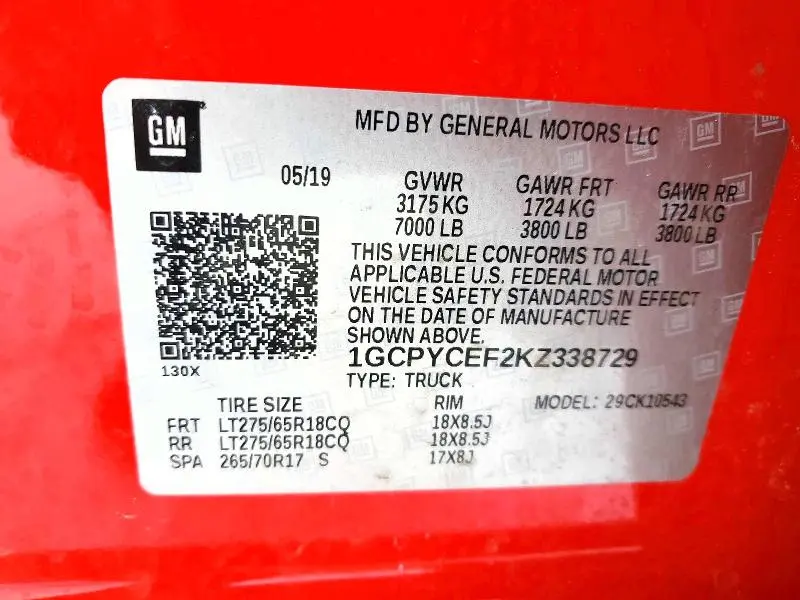 GM
MFD BY GENERAL MOTORS LLC
05/19
GVWR GAWR FRT GAWR RR
3175 KG 1724 KG 1724 KG
7000 LB 3800 LB 3800 LB
THIS VEHICLE CONFORMS TO ALL
APPLICABLE U.S. FEDERAL MOTOR
VEHICLE SAFETY STANDARDS IN EFFECT
ON THE DATE OF MANUFACTURE
SHOWN ABOVE.
1GCPYCEF2KZ338729
130X
TYPE: TRUCK
TIRE SIZE RIM MODEL: 29CK10543
FRT LT275/65R18CQ 18X8.5J
RR LT275/65R18CQ 18X8.5J
SPA 265/70R17 S 17X8J